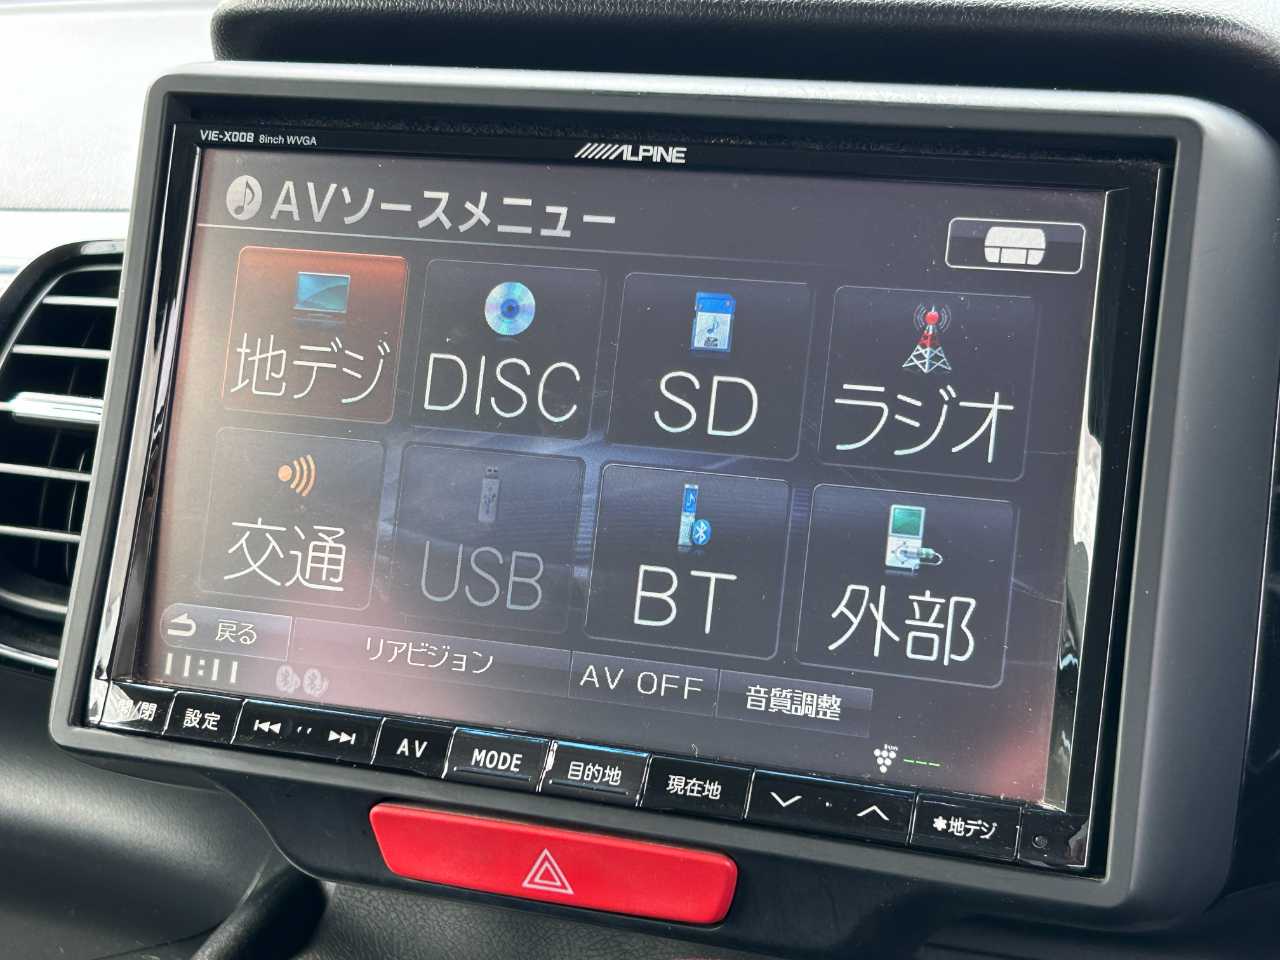 VIE-X008 8inch WVGA
ALPINE
AVソースメニュー
地デジ DISC SD ラジオ
交通 USB BT 外部
戻る リアビジョン AV OFF 音質調整
11:11
開/閉 設定 AV MODE 目的地 現在地 ✱地デジ